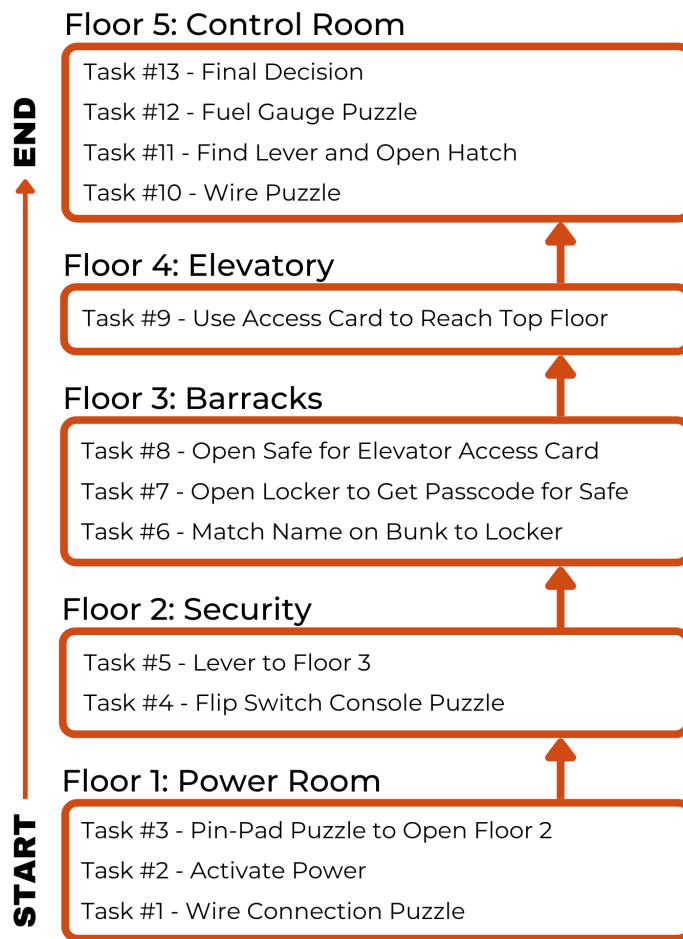 Floor 5: Control Room
Task #13 - Final Decision
Task #12 - Fuel Gauge Puzzle
Task #11 - Find Lever and Open Hatch
Task #10 - Wire Puzzle
END
Floor 4: Elevatory
Task #9 - Use Access Card to Reach Top Floor
Floor 3: Barracks
Task #8 - Open Safe for Elevator Access Card
Task #7 - Open Locker to Get Passcode for Safe
Task #6 - Match Name on Bunk to Locker
Floor 2: Security
Task #5 - Lever to Floor 3
Task #4 - Flip Switch Console Puzzle
Floor 1: Power Room
Task #3 - Pin-Pad Puzzle to Open Floor 2
Task #2 - Activate Power
Task #1 - Wire Connection Puzzle
START